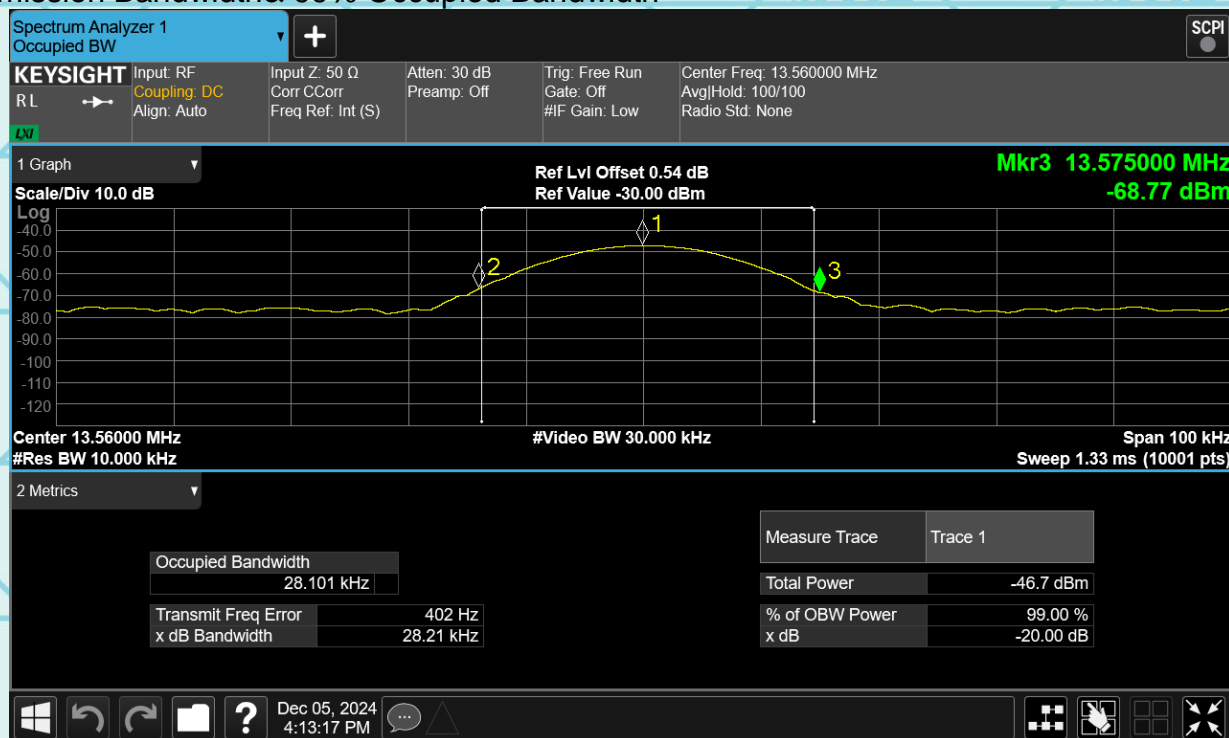 mission Bandwidth& 99% Occupied Bandwidth
Spectrum Analyzer 1
Occupied BW
+
SCPI
KEYSIGHT
R L
LXI
Input: RF
Coupling: DC
Align: Auto
Input Z: 50 Ω
Corr CCorr
Freq Ref: Int (S)
Atten: 30 dB
Preamp: Off
Trig: Free Run
Gate: Off
#IF Gain: Low
Center Freq: 13.560000 MHz
Avg|Hold: 100/100
Radio Std: None
1 Graph
Scale/Div 10.0 dB
Ref Lvl Offset 0.54 dB
Ref Value -30.00 dBm
Mkr3 13.575000 MHz
-68.77 dBm
Log
-40.0
-50.0
-60.0
-70.0
-80.0
-90.0
-100
-110
-120
1
2
3
Center 13.56000 MHz
#Res BW 10.000 kHz
#Video BW 30.000 kHz
Span 100 kHz
Sweep 1.33 ms (10001 pts)
2 Metrics
Occupied Bandwidth
28.101 kHz
Transmit Freq Error 402 Hz
x dB Bandwidth 28.21 kHz
Measure Trace Trace 1
Total Power -46.7 dBm
% of OBW Power 99.00 %
x dB -20.00 dB
?
Dec 05, 2024
4:13:17 PM